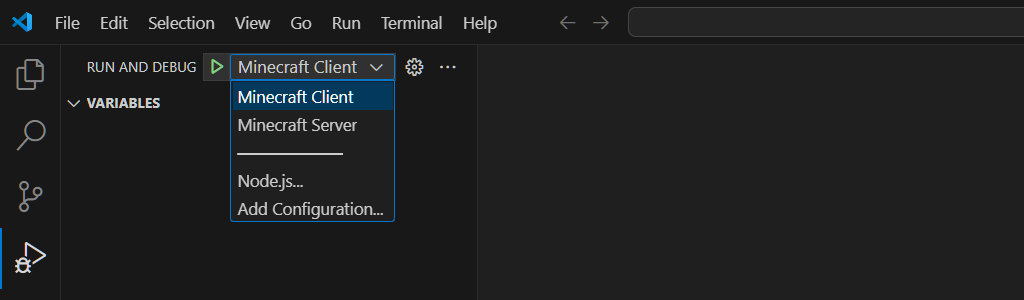 File Edit Selection View Go Run Terminal Help
RUN AND DEBUG Minecraft Client
VARIABLES
Minecraft Client
Minecraft Server
Node.js...
Add Configuration...